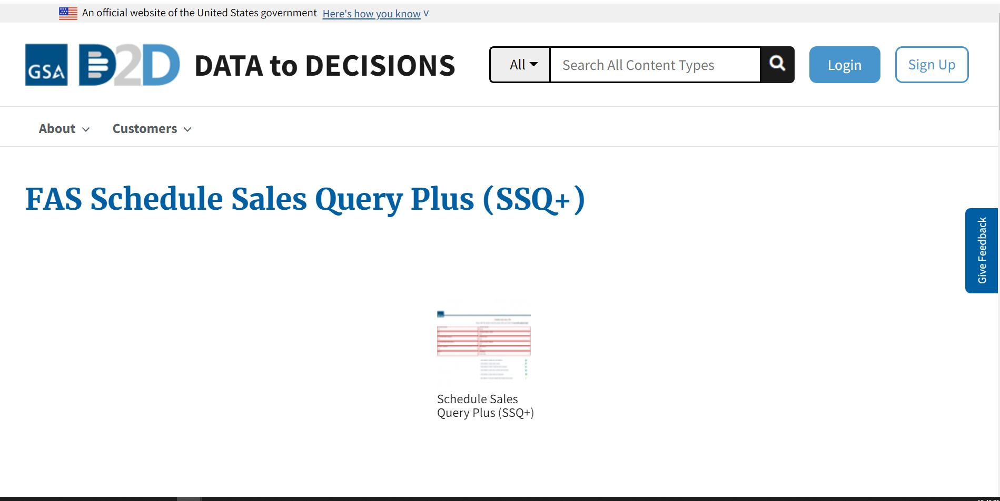 An official website of the United States government Here's how you know
GSA D2D DATA to DECISIONS All Search All Content Types Login Sign Up
About Customers
FAS Schedule Sales Query Plus (SSQ+)
Give Feedback
Schedule Sales
Query Plus (SSQ+)